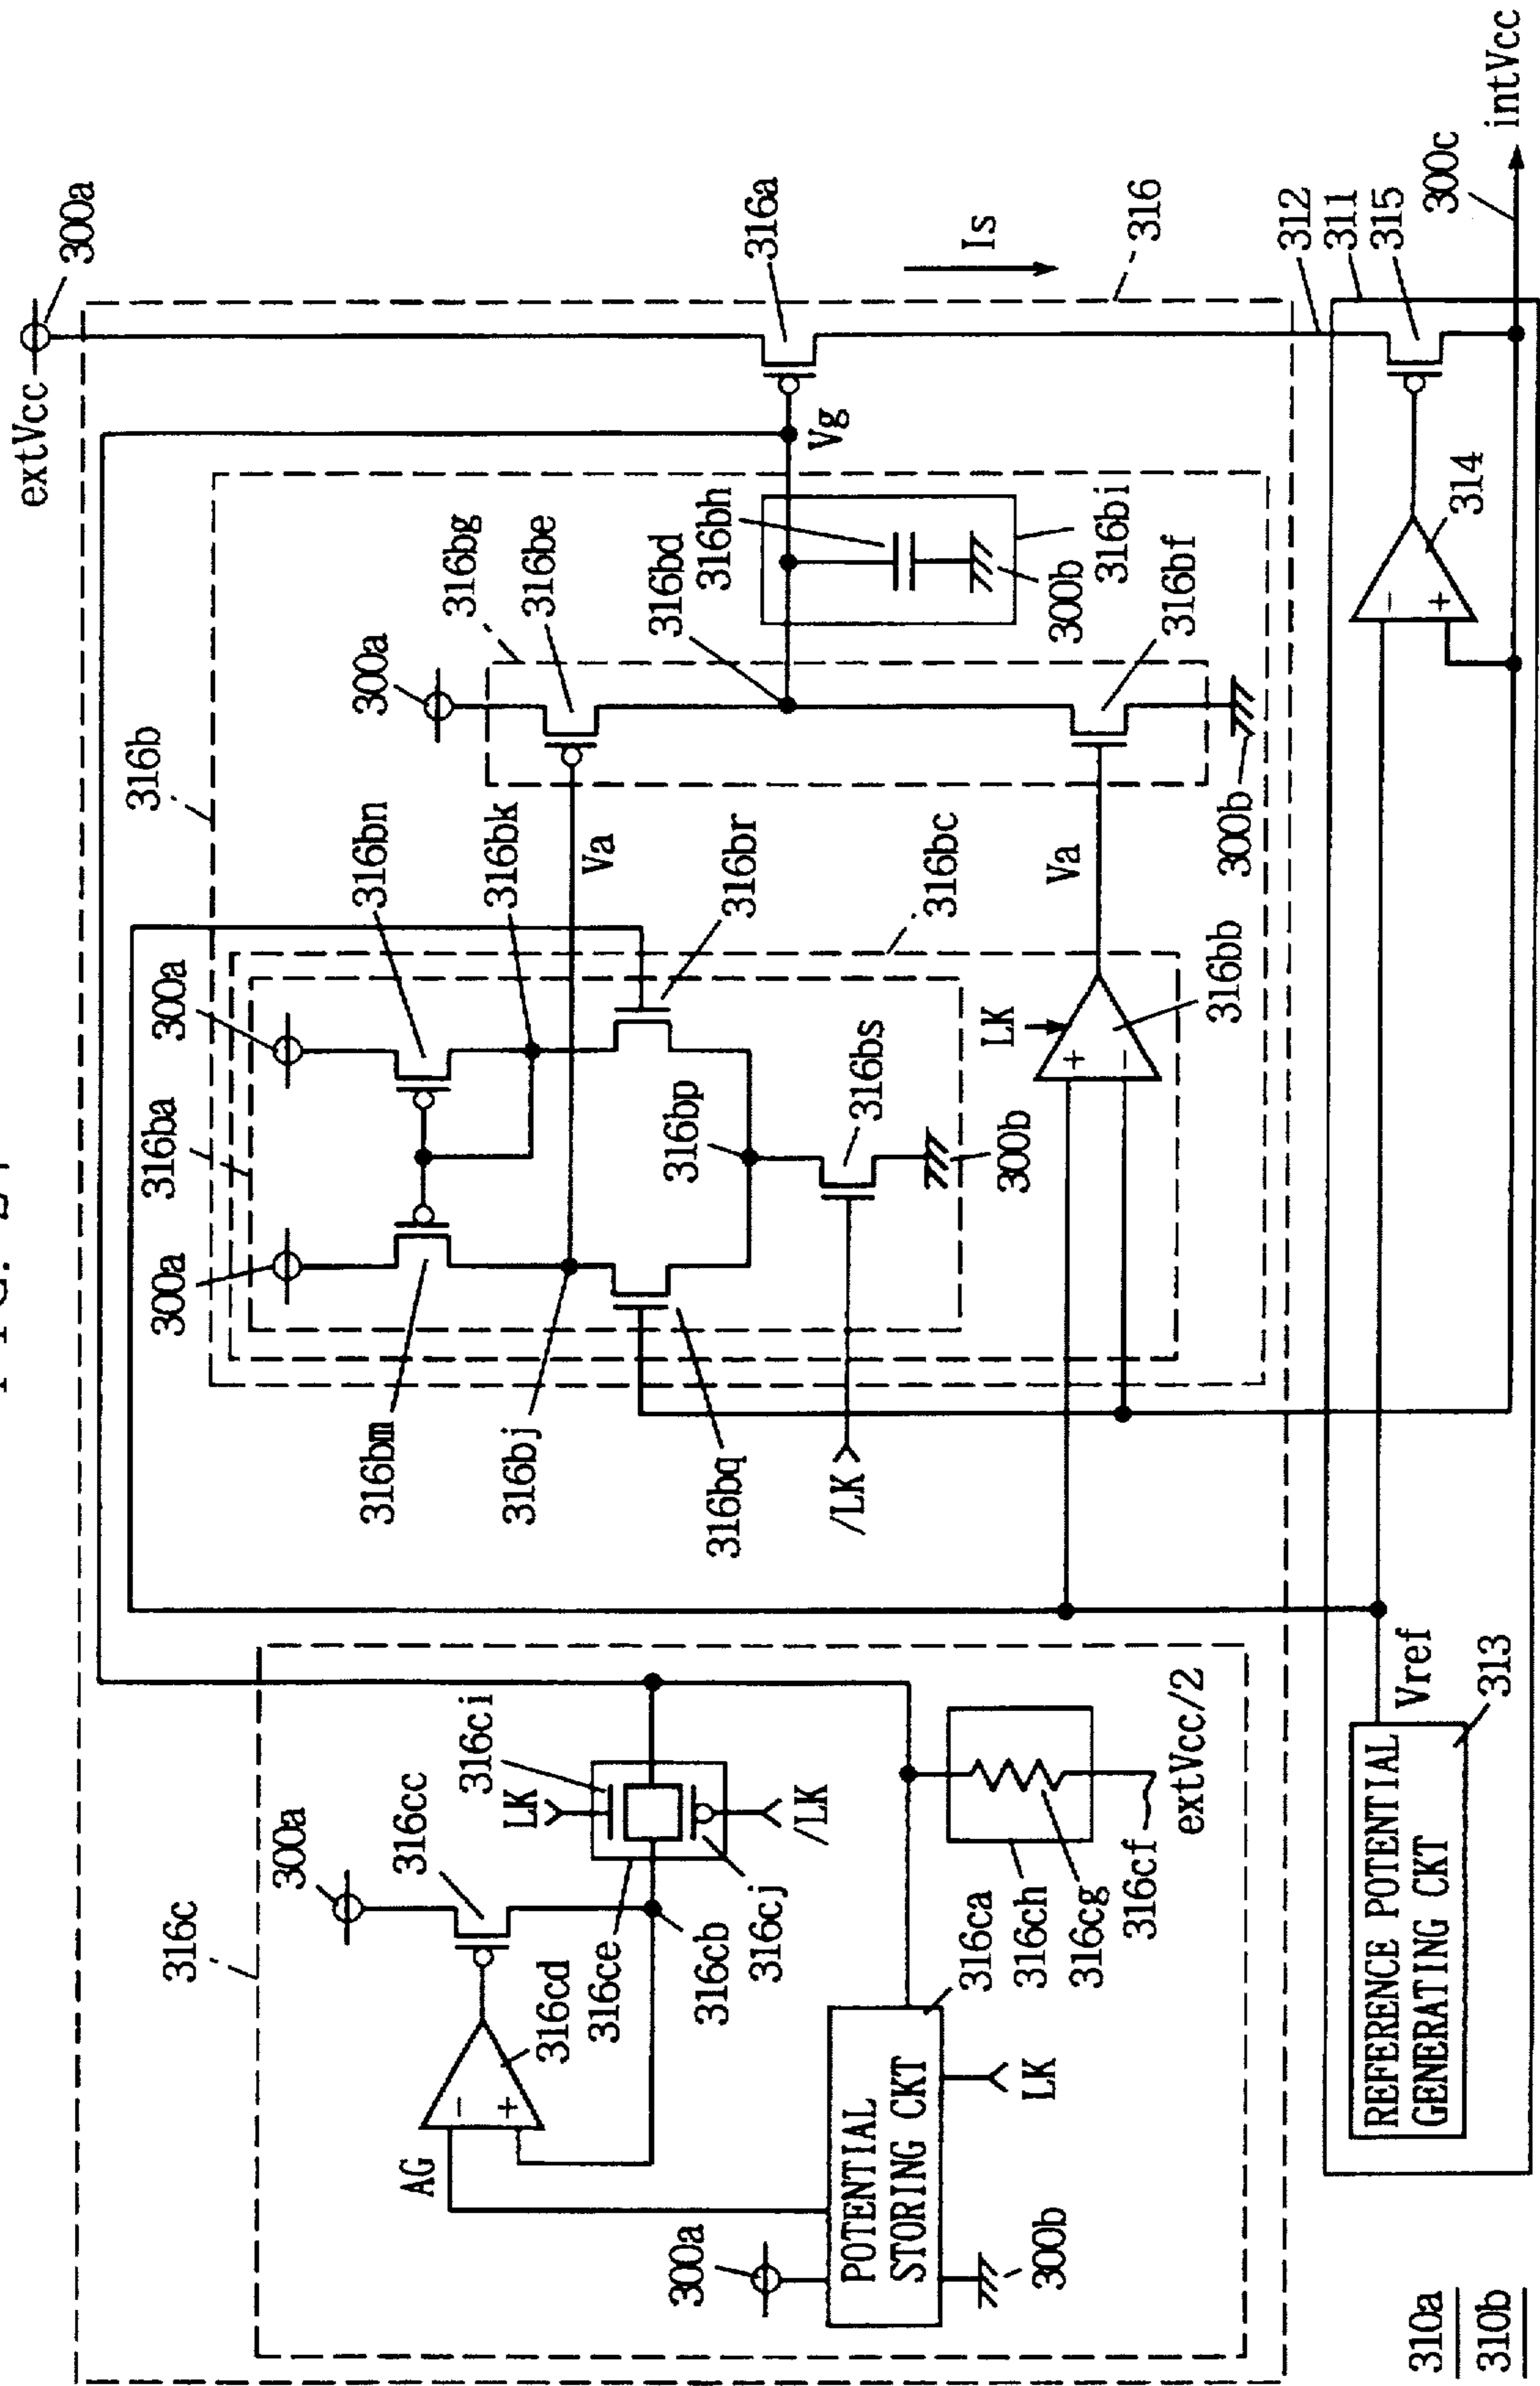 extVcc
300a
316b
316bg
316be
300a
316a
316bn
316ba
300a
300a
316bk
Va
316bd
316bh
Vg
Is
316
316bm
316bj
316br
316bc
300b
316bi
316bp
316bq
316bs
LK
Va
316bf
/LK
300b
+
-
316bb
300b
312
311
315
300c
intVcc
-
+
314
316c
300a
316cc
316ci
LK
316cd
316ce
316cb
316cj
/LK
-
+
AG
300a
POTENTIAL
STORING CKT
300b
LK
316ca
316ch
316cg
316cf
extVcc/2
Vref
REFERENCE POTENTIAL
GENERATING CKT
313
310a
310b